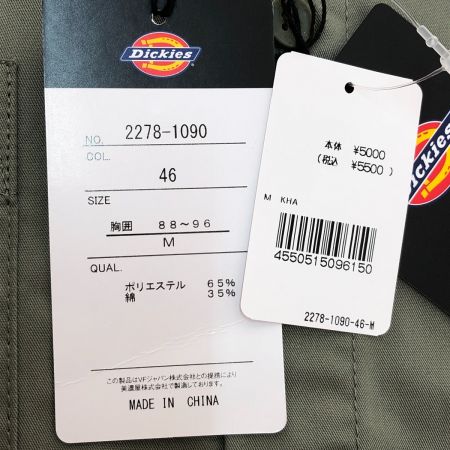 Dickies
NO. 2278-1090
COL.
46
SIZE
胸囲 88～96
M
QUAL.
ポリエステル 65%
綿 35%
この製品はVFジャパン株式会社との提携により
美濃屋株式会社で製造しております。
MADE IN CHINA
本体 ¥5000
(税込 ¥5500)
M KHA
4550515096150
2278-1090-46-M
Dickies